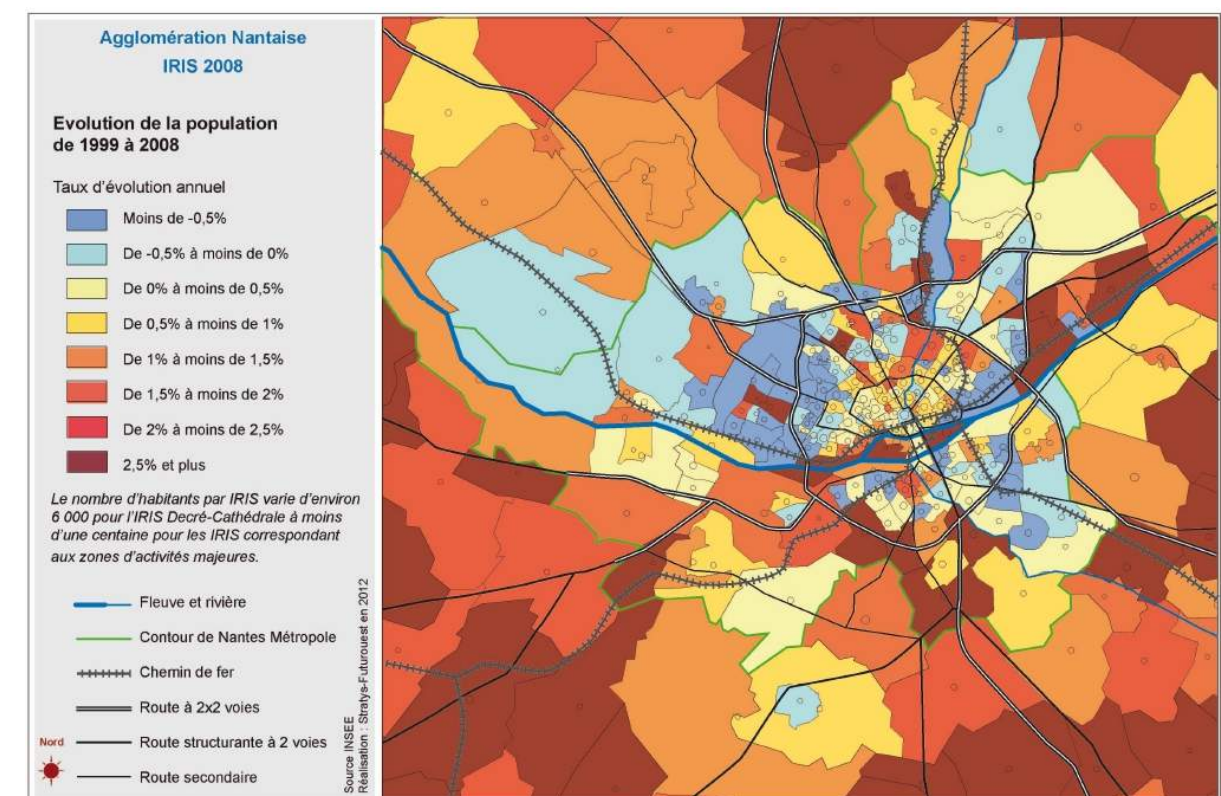 Agglomération Nantaise
IRIS 2008
Evolution de la population
de 1999 à 2008
Taux d'évolution annuel
Moins de -0,5%
De -0,5% à moins de 0%
De 0% à moins de 0,5%
De 0,5% à moins de 1%
De 1% à moins de 1,5%
De 1,5% à moins de 2%
De 2% à moins de 2,5%
2,5% et plus
Le nombre d'habitants par IRIS varie d'environ
6 000 pour l'IRIS Decré-Cathédrale à moins
d'une centaine pour les IRIS correspondant
aux zones d'activités majeures.
Fleuve et rivière
Contour de Nantes Métropole
Chemin de fer
Route à 2x2 voies
Route structurante à 2 voies
Route secondaire
Nord
Source INSEE
Réalisation : Stratys-Futurouest en 2012